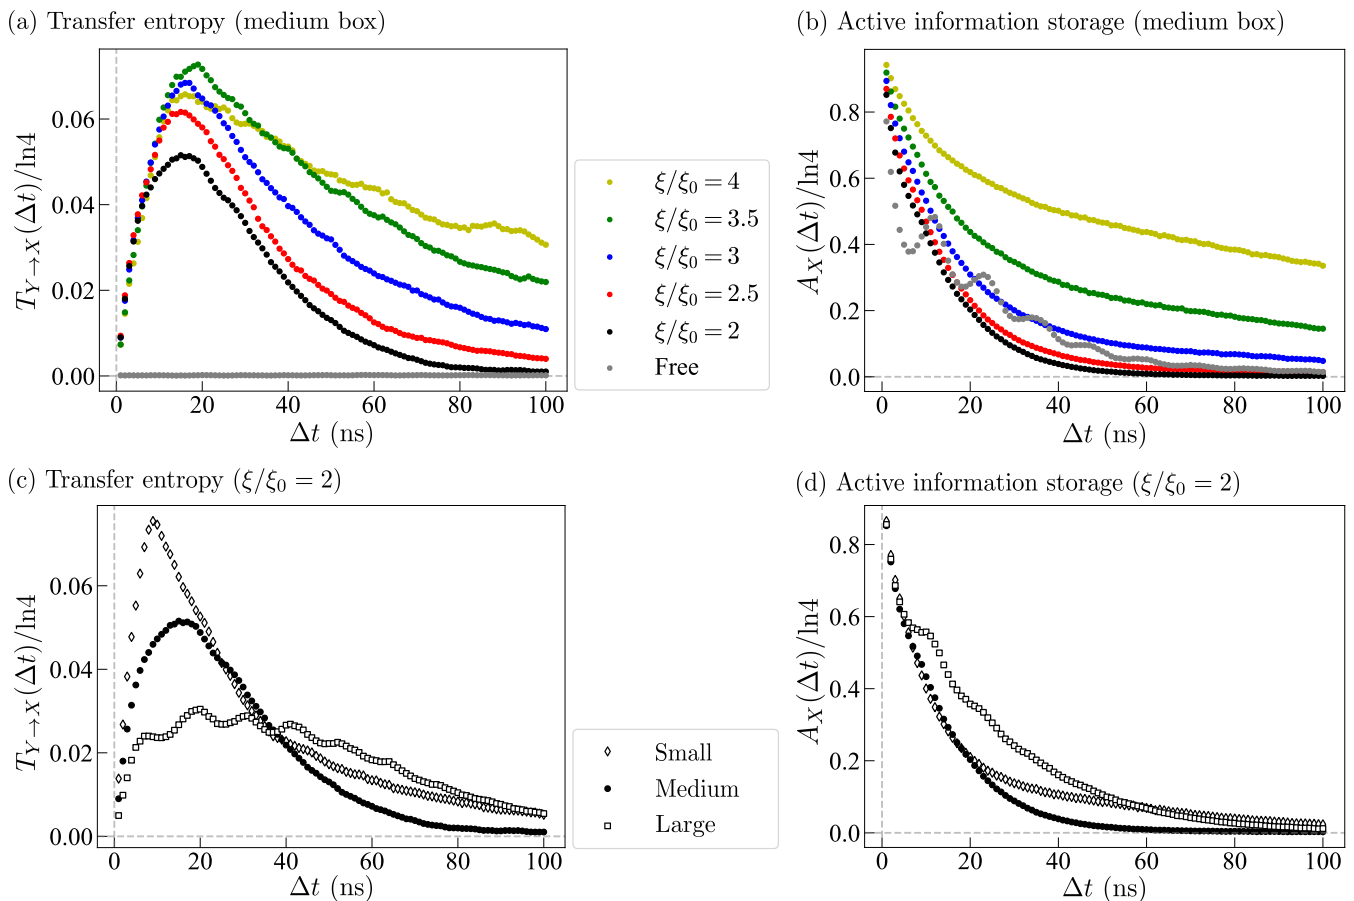 (a) Transfer entropy (medium box)
T_{Y→X}(Δt)/ln4
0.06
0.04
0.02
0.00
0 20 40 60 80 100
Δt (ns)
ξ/ξ₀ = 4
ξ/ξ₀ = 3.5
ξ/ξ₀ = 3
ξ/ξ₀ = 2.5
ξ/ξ₀ = 2
Free
(b) Active information storage (medium box)
A_X(Δt)/ln4
0.8
0.6
0.4
0.2
0.0
0 20 40 60 80 100
Δt (ns)
(c) Transfer entropy (ξ/ξ₀ = 2)
T_{Y→X}(Δt)/ln4
0.06
0.04
0.02
0.00
0 20 40 60 80 100
Δt (ns)
Small
Medium
Large
(d) Active information storage (ξ/ξ₀ = 2)
A_X(Δt)/ln4
0.8
0.6
0.4
0.2
0.0
0 20 40 60 80 100
Δt (ns)